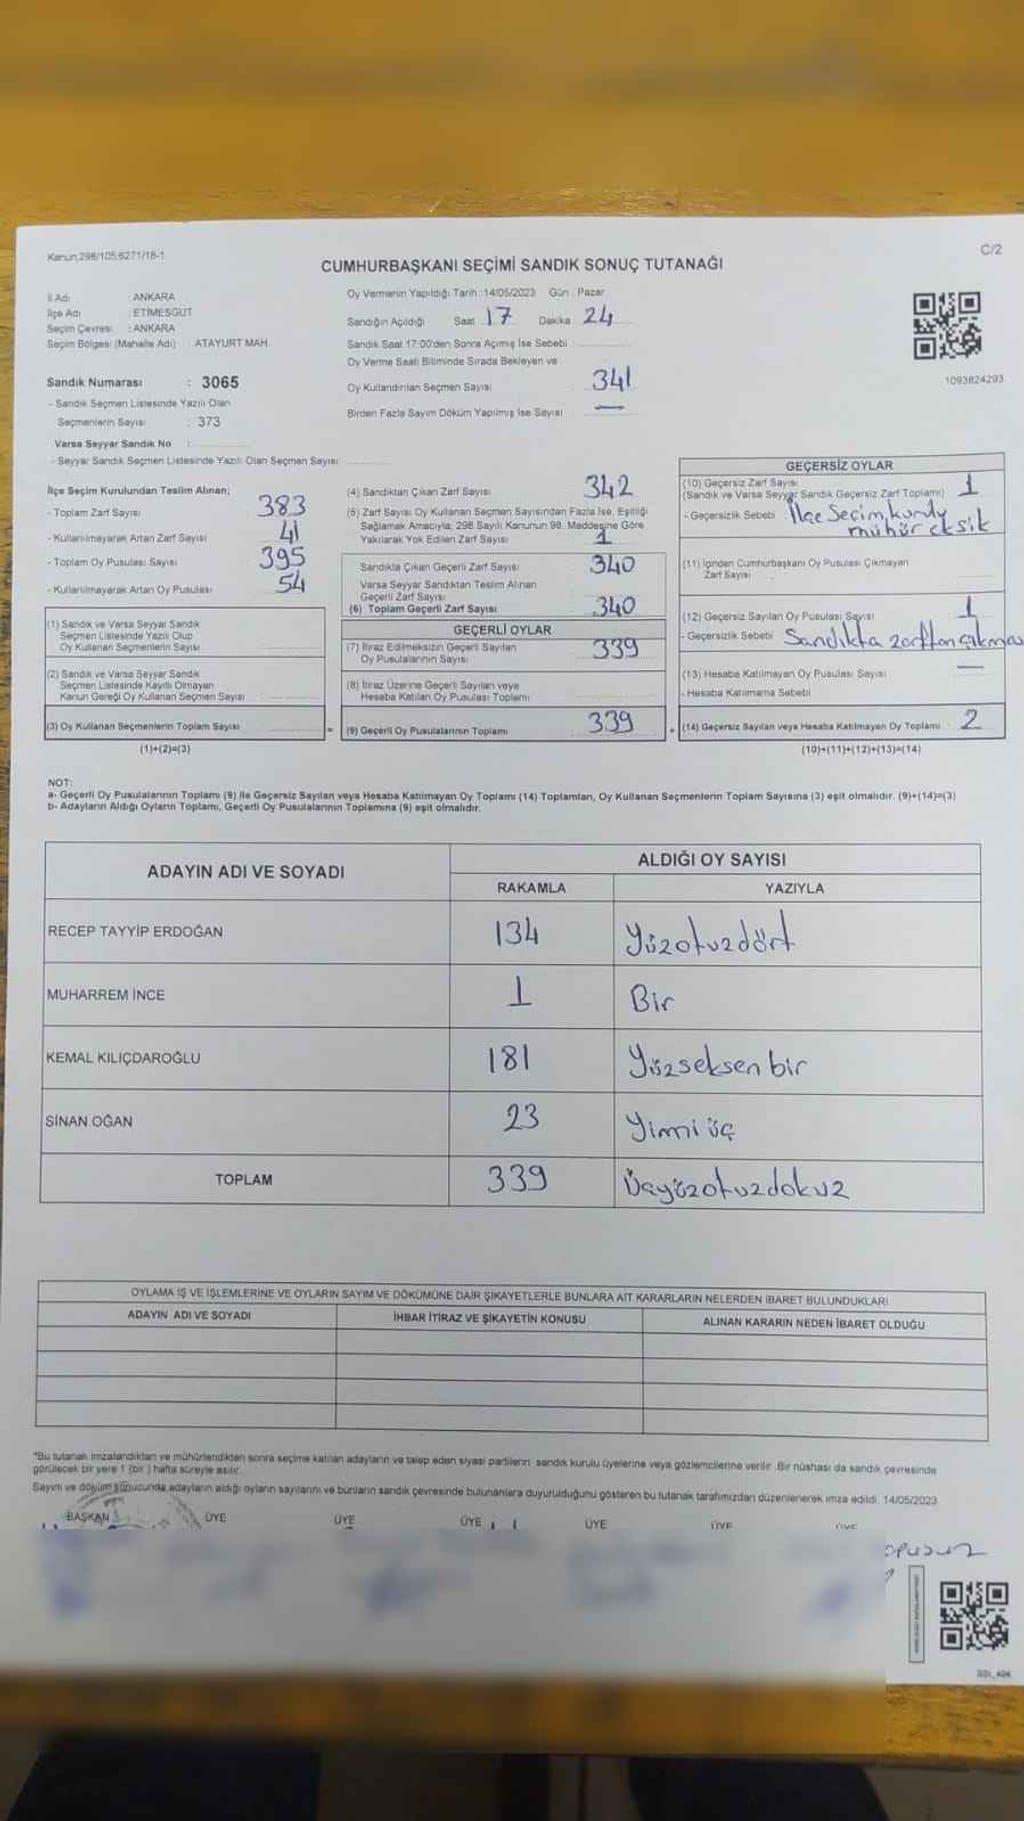 Kanun;298/105;6271/18-1
C/2
CUMHURBAŞKANI SEÇİMİ SANDIK SONUÇ TUTANAĞI
İl Adı : ANKARA
İlçe Adı : ETİMESGUT
Seçim Çevresi : ANKARA
Seçim Bölgesi (Mahalle Adı) : ATAYURT MAH.
Sandık Numarası : 3065
- Sandık Seçmen Listesinde Yazılı Olan
Seçmenlerin Sayısı : 373
Varsa Seyyar Sandık No :
- Seyyar Sandık Seçmen Listesinde Yazılı Olan Seçmen Sayısı
Oy Vermenin Yapıldığı Tarih : 14/05/2023 Gün : Pazar
Sandığın Açıldığı Saat 17 Dakika 24
Sandık Saat 17:00'den Sonra Açılmış İse Sebebi :
Oy Verme Saati Bitiminde Sırada Bekleyen ve
Oy Kullandırılan Seçmen Sayısı 341
Birden Fazla Sayım Döküm Yapılmış İse Sayısı —
1093824293
İlçe Seçim Kurulundan Teslim Alınan;
- Toplam Zarf Sayısı 383
- Kullanılmayarak Artan Zarf Sayısı 41
- Toplam Oy Pusulası Sayısı 395
- Kullanılmayarak Artan Oy Pusulası 54
(1) Sandık ve Varsa Seyyar Sandık
Seçmen Listesinde Yazılı Olup
Oy Kullanan Seçmenlerin Sayısı
(2) Sandık ve Varsa Seyyar Sandık
Seçmen Listesinde Kayıtlı Olmayan
Kanun Gereği Oy Kullanan Seçmen Sayısı
(3) Oy Kullanan Seçmenlerin Toplam Sayısı
(1)+(2)=(3)
(4) Sandıktan Çıkan Zarf Sayısı 342
(5) Zarf Sayısı Oy Kullanan Seçmen Sayısından Fazla İse, Eşitliği
Sağlamak Amacıyla, 298 Sayılı Kanunun 98. Maddesine Göre
Yakılarak Yok Edilen Zarf Sayısı 1
Sandıkta Çıkan Geçerli Zarf Sayısı 340
Varsa Seyyar Sandıktan Teslim Alınan
Geçerli Zarf Sayısı
(6) Toplam Geçerli Zarf Sayısı 340
GEÇERLİ OYLAR
(7) İtiraz Edilmeksizin Geçerli Sayılan
Oy Pusulalarının Sayısı 339
(8) İtiraz Üzerine Geçerli Sayılan veya
Hesaba Katılan Oy Pusulası Toplamı
= (9) Geçerli Oy Pusulalarının Toplamı 339
GEÇERSİZ OYLAR
(10) Geçersiz Zarf Sayısı
(Sandık ve Varsa Seyyar Sandık Geçersiz Zarf Toplamı) 1
- Geçersizlik Sebebi İlçe Seçim kurulu
mühür eksik
(11) İçinden Cumhurbaşkanı Oy Pusulası Çıkmayan
Zarf Sayısı
(12) Geçersiz Sayılan Oy Pusulası Sayısı 1
- Geçersizlik Sebebi Sandıkta zarftan çıkması
(13) Hesaba Katılmayan Oy Pusulası Sayısı —
- Hesaba Katılmama Sebebi
+ (14) Geçersiz Sayılan veya Hesaba Katılmayan Oy Toplamı 2
(10)+(11)+(12)+(13)=(14)
NOT:
a- Geçerli Oy Pusulalarının Toplamı (9) ile Geçersiz Sayılan veya Hesaba Katılmayan Oy Toplamı (14) Toplamları, Oy Kullanan Seçmenlerin Toplam Sayısına (3) eşit olmalıdır. (9)+(14)=(3)
b- Adayların Aldığı Oyların Toplamı, Geçerli Oy Pusulalarının Toplamına (9) eşit olmalıdır.
ADAYIN ADI VE SOYADI
ALDIĞI OY SAYISI
RAKAMLA YAZIYLA
RECEP TAYYİP ERDOĞAN 134 Yüzotuzdört
MUHARREM İNCE 1 Bir
KEMAL KILIÇDAROĞLU 181 Yüzseksen bir
SİNAN OĞAN 23 Yirmi üç
TOPLAM 339 Üçyüzotuzdokuz
OYLAMA İŞ VE İŞLEMLERİNE VE OYLARIN SAYIM VE DÖKÜMÜNE DAİR ŞİKAYETLERLE BUNLARA AİT KARARLARIN NELERDEN İBARET BULUNDUKLARI
ADAYIN ADI VE SOYADI İHBAR İTİRAZ VE ŞİKAYETİN KONUSU ALINAN KARARIN NEDEN İBARET OLDUĞU
*Bu tutanak imzalandıktan ve mühürlendikten sonra seçime katılan adayların ve talep eden siyasi partilerin sandık kurulu üyelerine veya gözlemcilerine verilir. Bir nüshası da sandık çevresinde
görülecek bir yere 1 (bir ) hafta süreyle asılır.
Sayım ve döküm sonucunda adayların aldığı oyların sayılarını ve bunların sandık çevresinde bulunanlara duyurulduğunu gösteren bu tutanak tarafımızdan düzenlenerek imza edildi. 14/05/2023
BAŞKAN ÜYE ÜYE ÜYE ÜYE ÜYE ÜYE